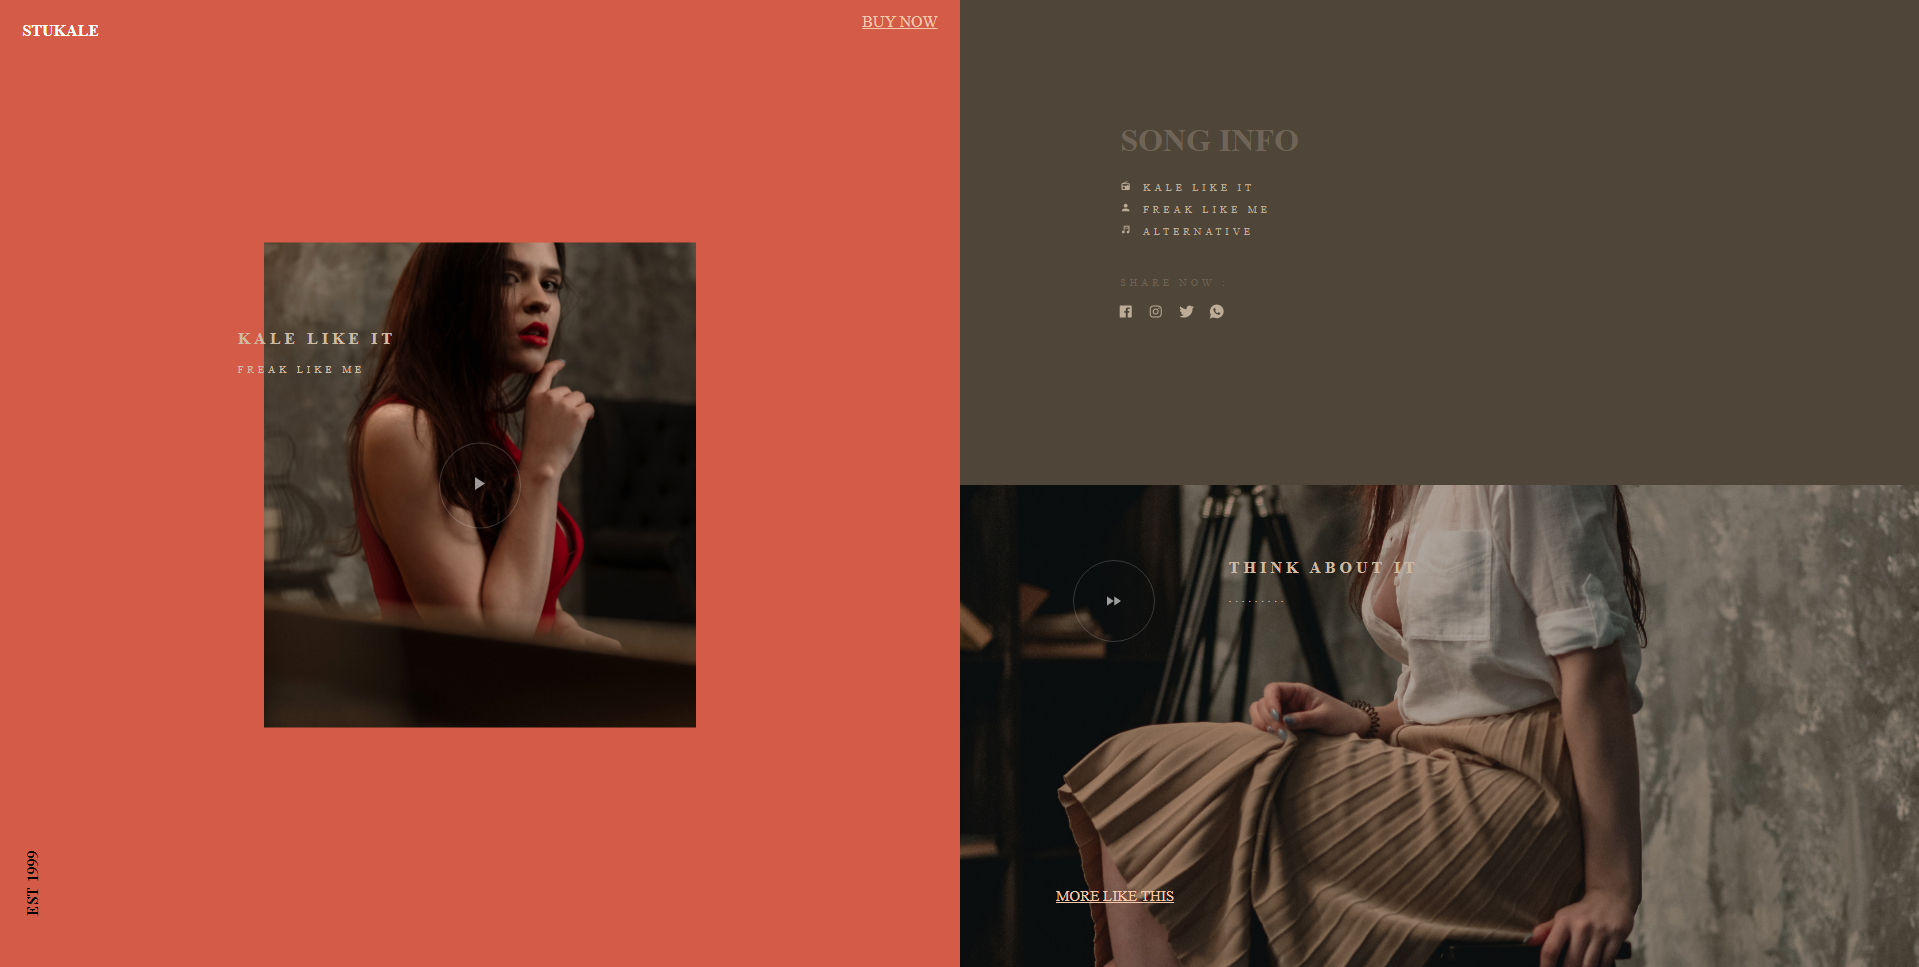 STUKALE
BUY NOW
KALE LIKE IT
FREAK LIKE ME
EST 1999
SONG INFO
KALE LIKE IT
FREAK LIKE ME
ALTERNATIVE
SHARE NOW :
THINK ABOUT IT
.........
MORE LIKE THIS